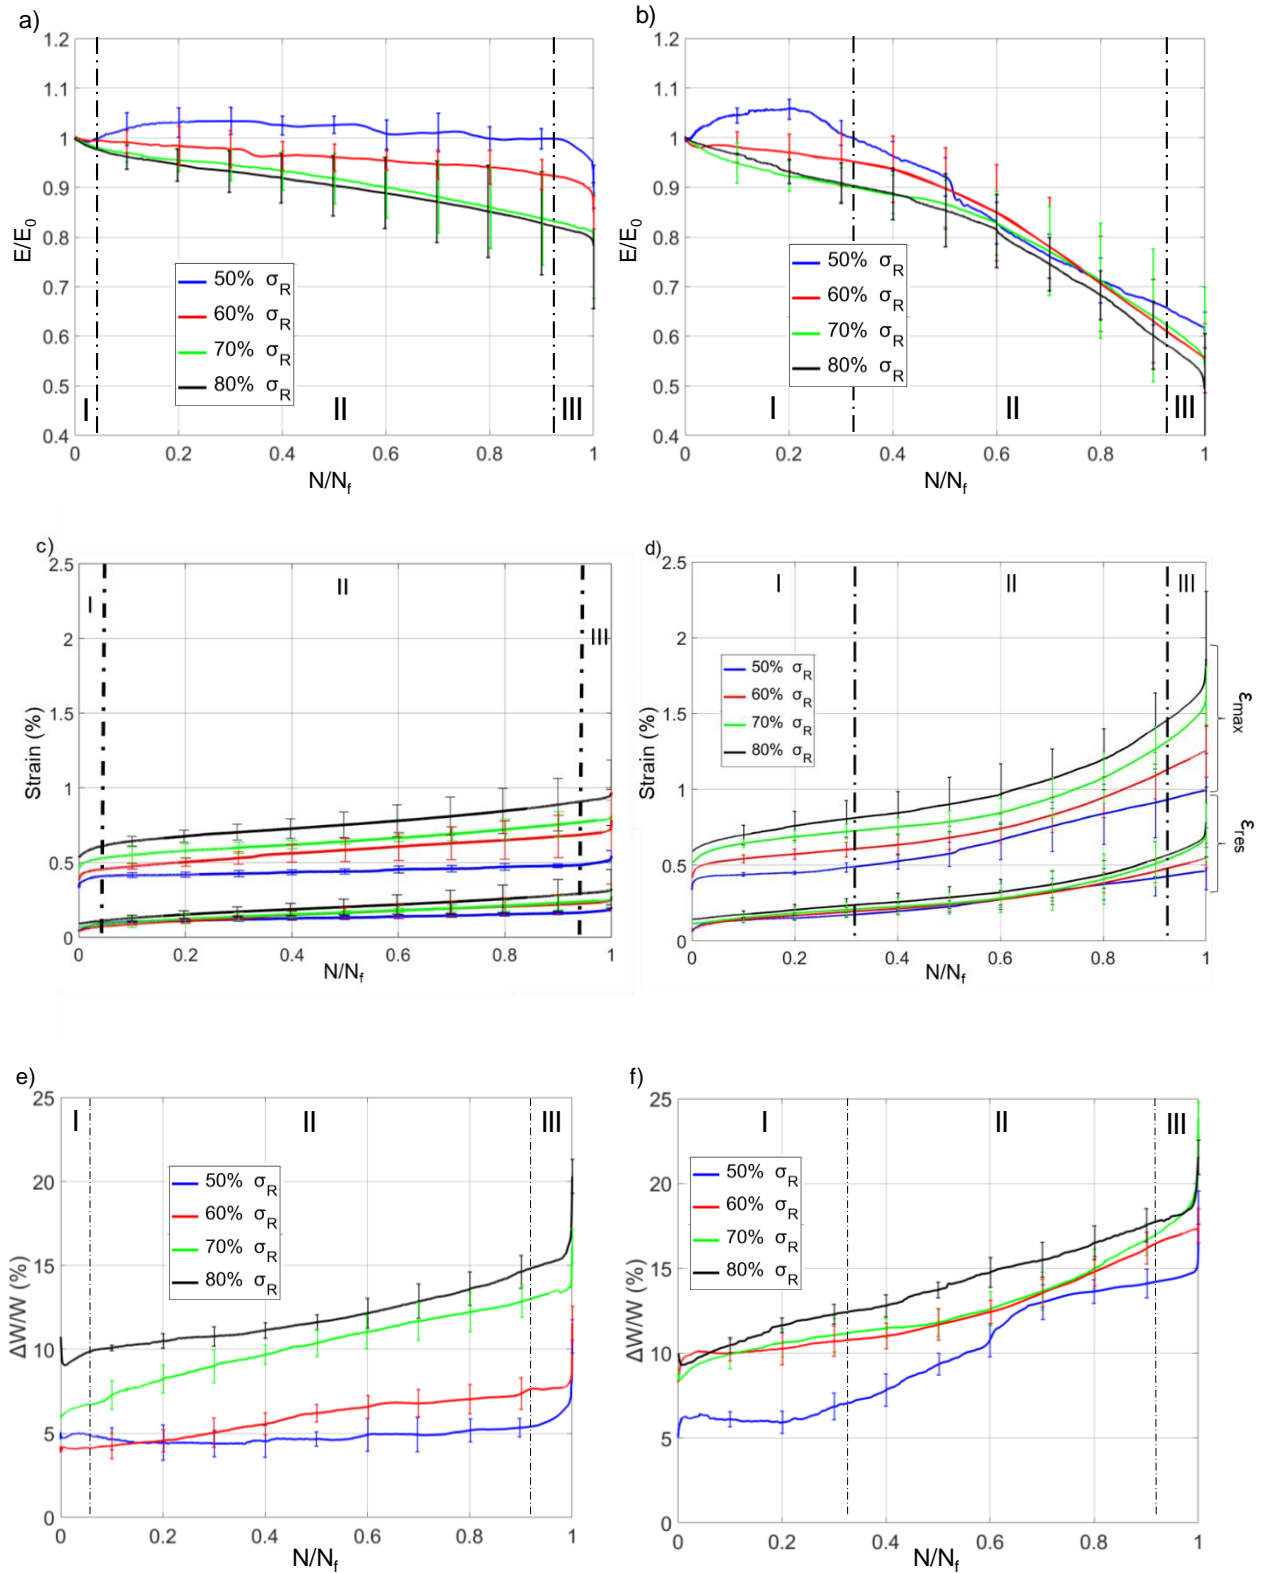 a)
1.2
1.1
1
0.9
0.8
0.7
0.6
0.5
0.4
E/E0
50% σR
60% σR
70% σR
80% σR
I
II
III
0
0.2
0.4
0.6
0.8
1
N/Nf
b)
1.2
1.1
1
0.9
0.8
0.7
0.6
0.5
0.4
E/E0
50% σR
60% σR
70% σR
80% σR
I
II
III
0
0.2
0.4
0.6
0.8
1
N/Nf
c)
2.5
2
1.5
1
0.5
0
Strain (%)
I
II
III
0
0.2
0.4
0.6
0.8
1
N/Nf
d)
2.5
2
1.5
1
0.5
0
Strain (%)
I
II
III
50% σR
60% σR
70% σR
80% σR
εmax
εres
0.2
0.4
0.6
0.8
1
N/Nf
e)
25
20
15
10
5
0
ΔW/W (%)
I
II
III
50% σR
60% σR
70% σR
80% σR
0
0.2
0.4
0.6
0.8
1
N/Nf
f)
25
20
15
10
5
0
ΔW/W (%)
I
II
III
50% σR
60% σR
70% σR
80% σR
0
0.2
0.4
0.6
0.8
1
N/Nf